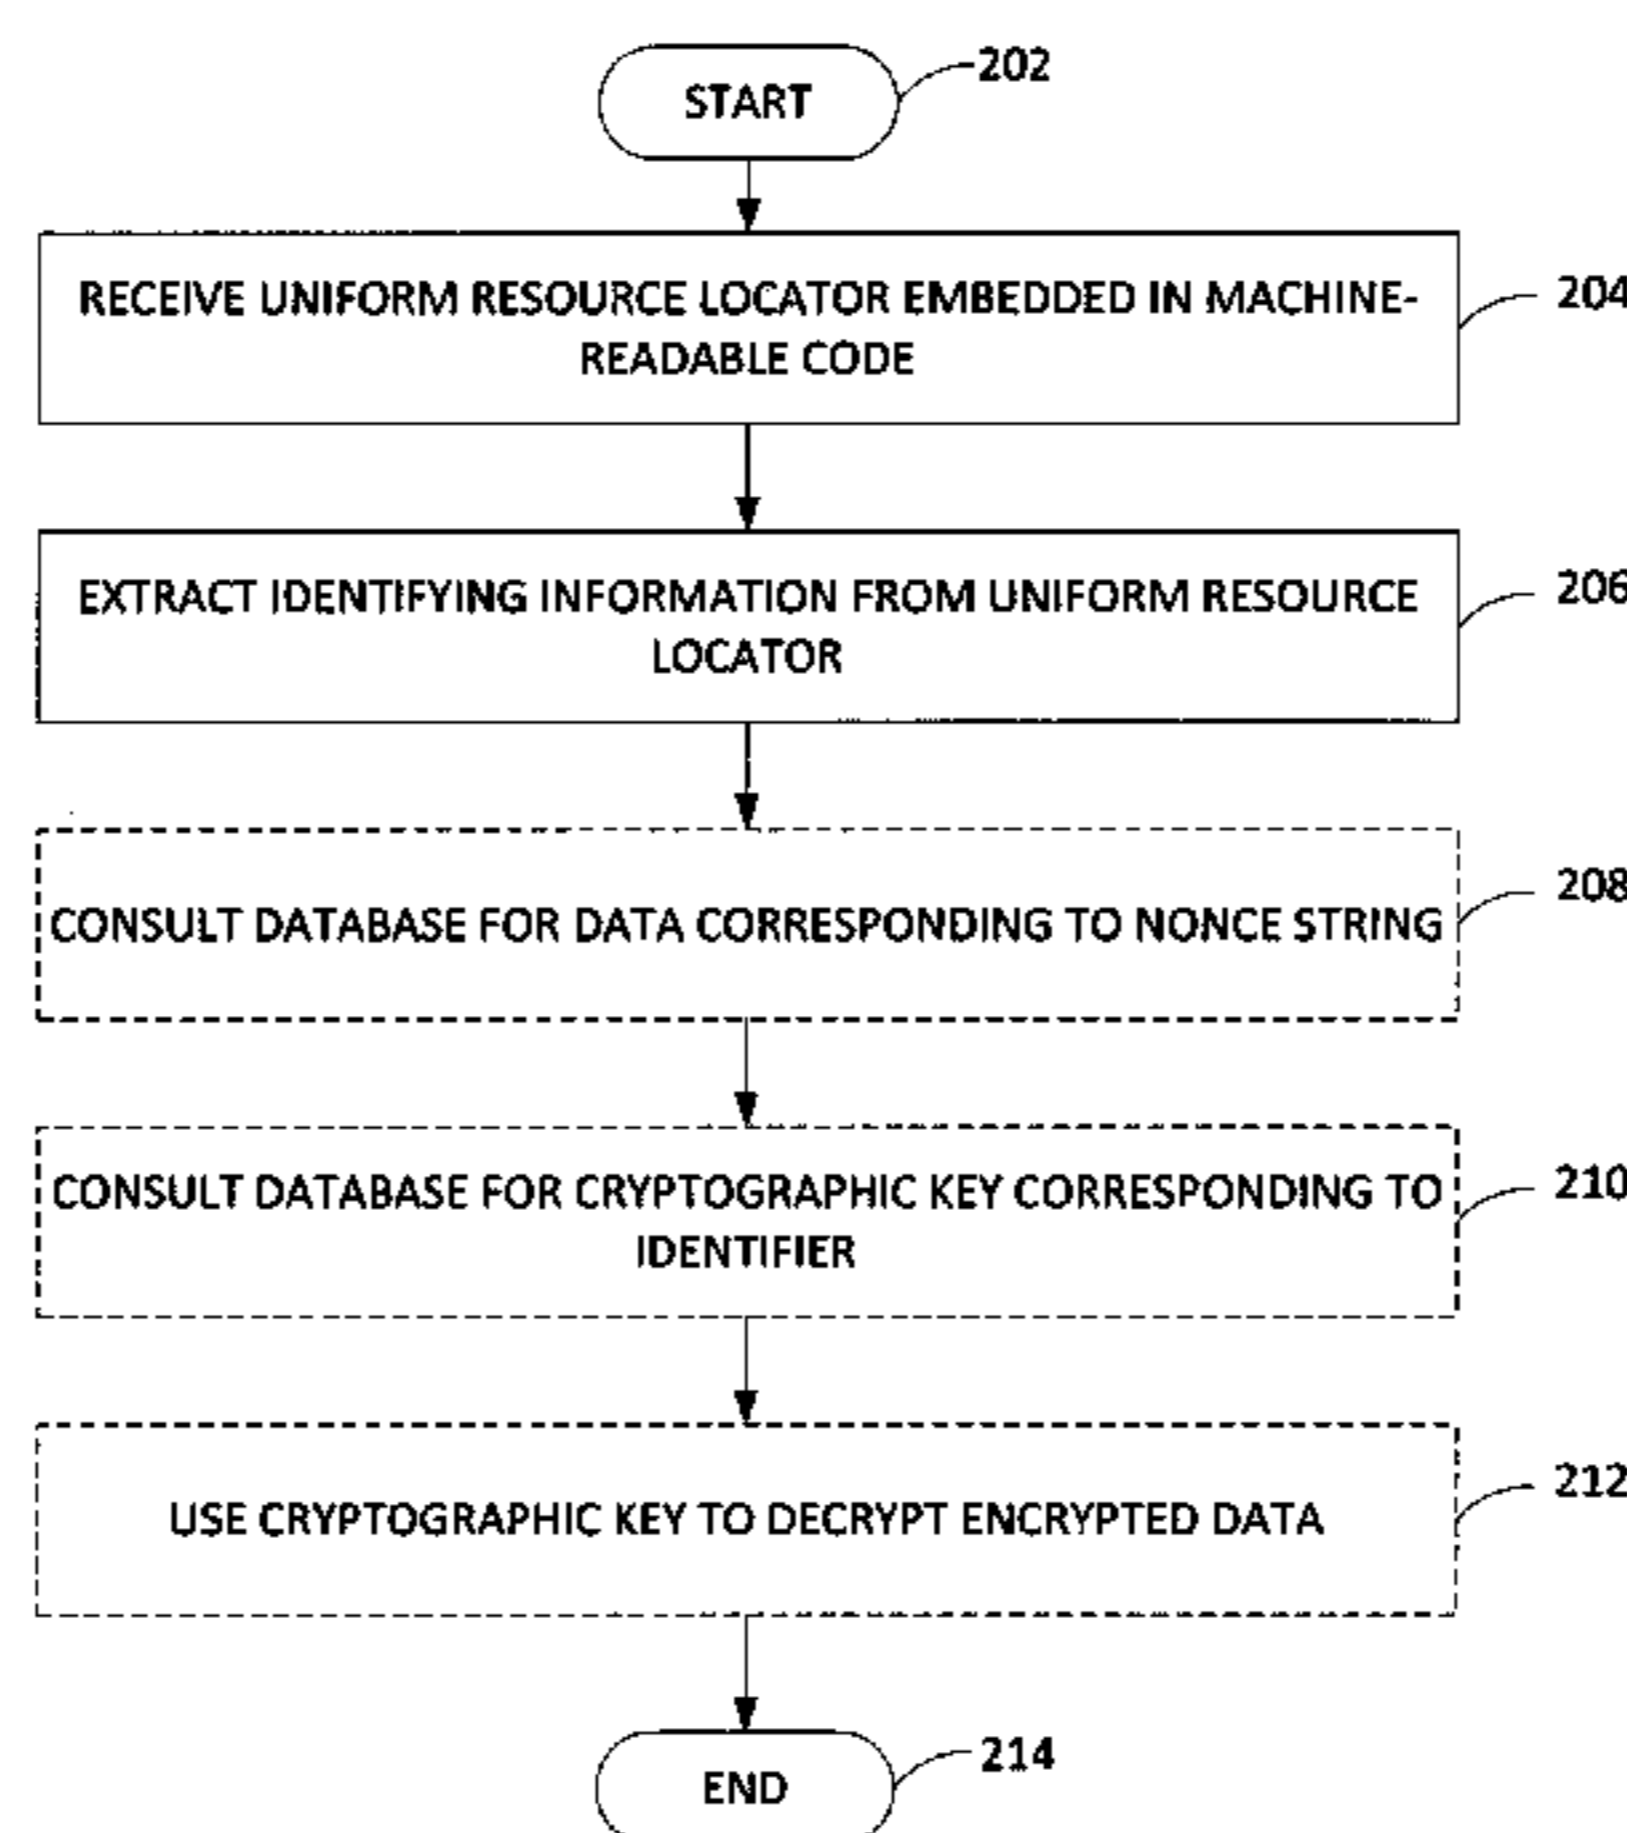 START
202
RECEIVE UNIFORM RESOURCE LOCATOR EMBEDDED IN MACHINE-
READABLE CODE
204
EXTRACT IDENTIFYING INFORMATION FROM UNIFORM RESOURCE
LOCATOR
206
CONSULT DATABASE FOR DATA CORRESPONDING TO NONCE STRING
208
CONSULT DATABASE FOR CRYPTOGRAPHIC KEY CORRESPONDING TO
IDENTIFIER
210
USE CRYPTOGRAPHIC KEY TO DECRYPT ENCRYPTED DATA
212
END
214